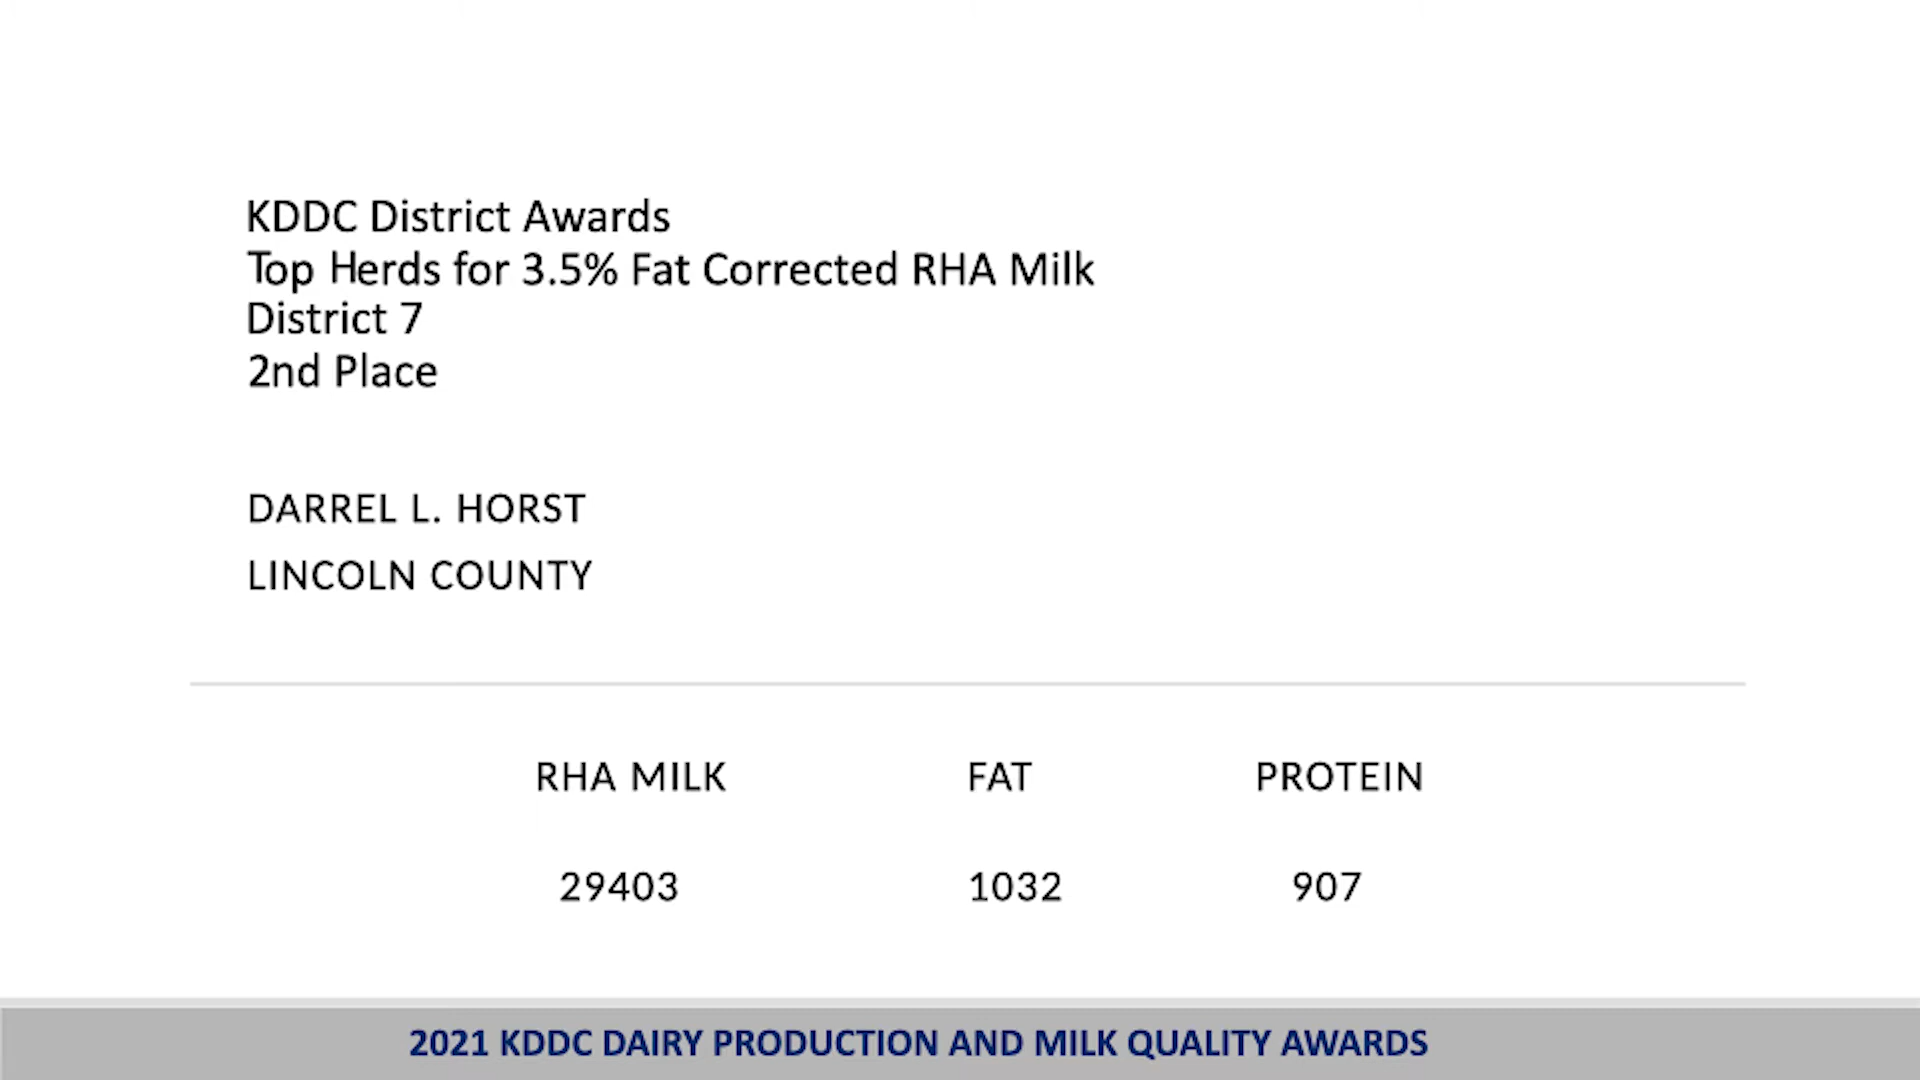 KDDC District Awards
Top Herds for 3.5% Fat Corrected RHA Milk
District 7
2nd Place
DARREL L. HORST
LINCOLN COUNTY
RHA MILK FAT PROTEIN
29403 1032 907
2021 KDDC DAIRY PRODUCTION AND MILK QUALITY AWARDS